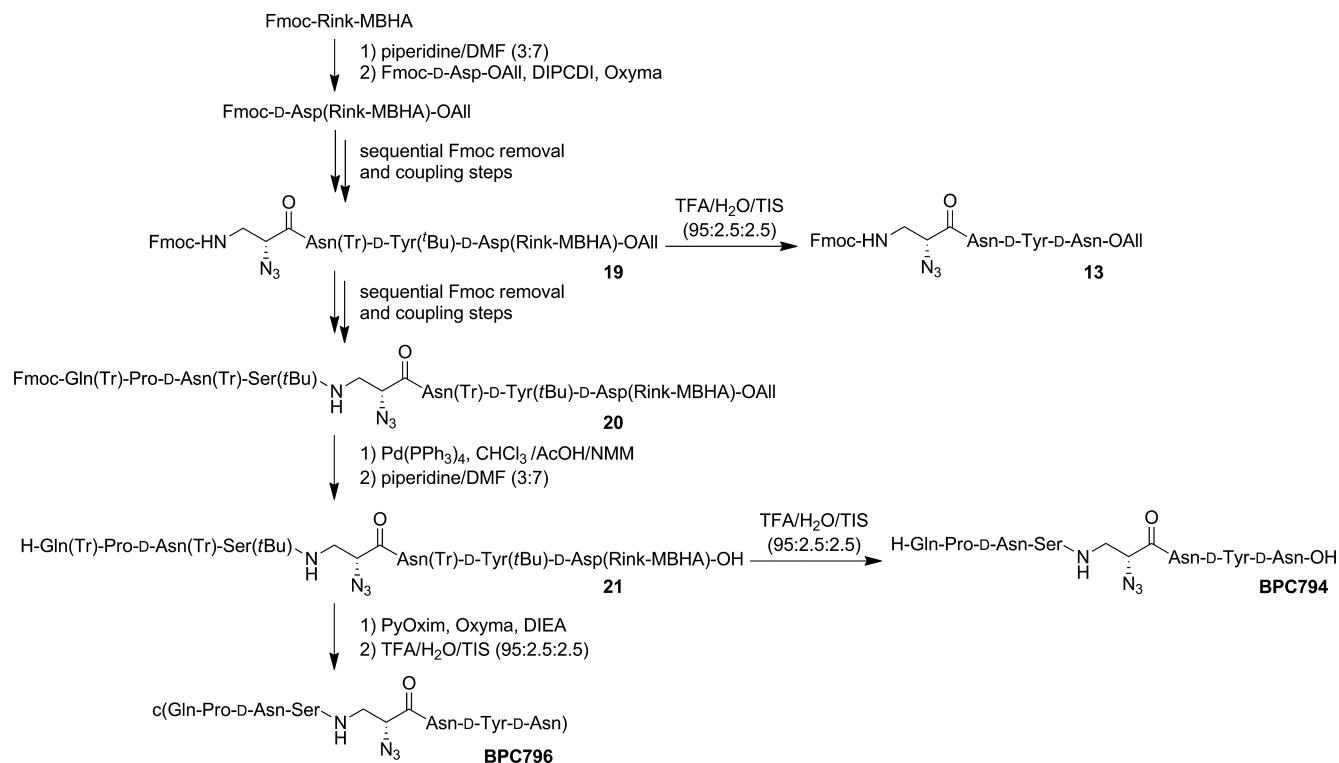 Fmoc-Rink-MBHA
1) piperidine/DMF (3:7)
2) Fmoc-D-Asp-OAll, DIPCDI, Oxyma
Fmoc-D-Asp(Rink-MBHA)-OAll
sequential Fmoc removal
and coupling steps
O
Fmoc-HN
N3
Asn(Tr)-D-Tyr(tBu)-D-Asp(Rink-MBHA)-OAll
19
TFA/H2O/TIS
(95:2.5:2.5)
O
Fmoc-HN
N3
Asn-D-Tyr-D-Asn-OAll
13
sequential Fmoc removal
and coupling steps
O
Fmoc-Gln(Tr)-Pro-D-Asn(Tr)-Ser(tBu)
N
H
N3
Asn(Tr)-D-Tyr(tBu)-D-Asp(Rink-MBHA)-OAll
20
1) Pd(PPh3)4, CHCl3/AcOH/NMM
2) piperidine/DMF (3:7)
O
H-Gln(Tr)-Pro-D-Asn(Tr)-Ser(tBu)
N
H
N3
Asn(Tr)-D-Tyr(tBu)-D-Asp(Rink-MBHA)-OH
21
TFA/H2O/TIS
(95:2.5:2.5)
O
H-Gln-Pro-D-Asn-Ser
N
H
N3
Asn-D-Tyr-D-Asn-OH
BPC794
1) PyOxim, Oxyma, DIEA
2) TFA/H2O/TIS (95:2.5:2.5)
O
c(Gln-Pro-D-Asn-Ser
N
H
N3
Asn-D-Tyr-D-Asn)
BPC796